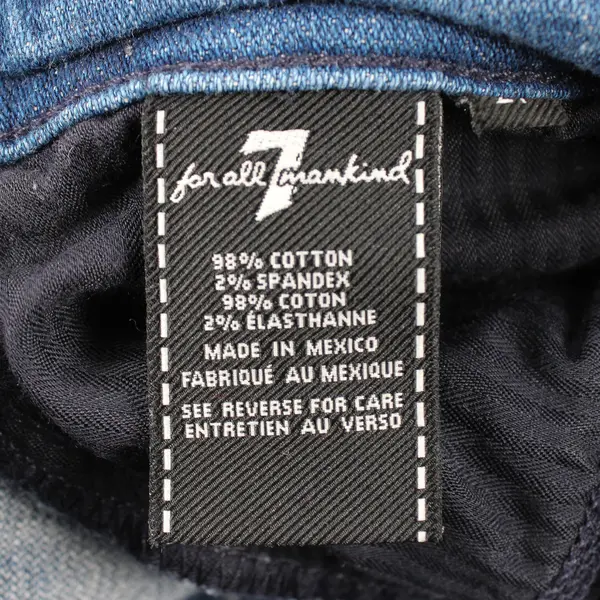 for all 7 mankind
98% COTTON
2% SPANDEX
98% COTON
2% ÉLASTHANNE
MADE IN MEXICO
FABRIQUÉ AU MEXIQUE
SEE REVERSE FOR CARE
ENTRETIEN AU VERSO